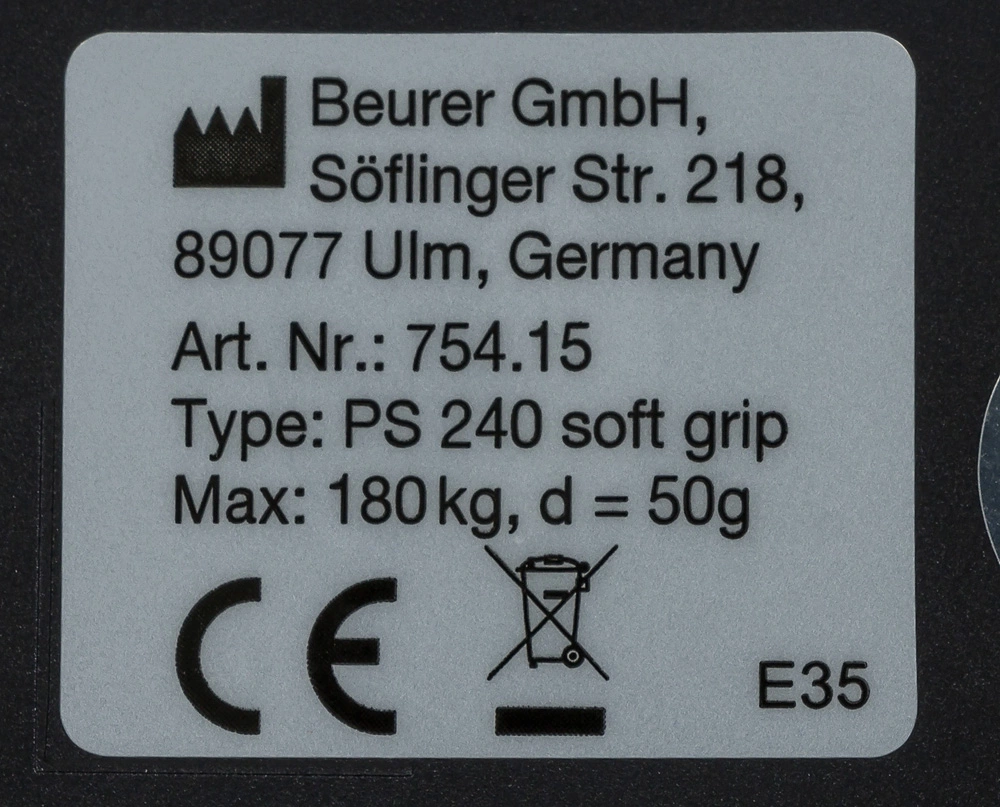 Beurer GmbH,
Söflinger Str. 218,
89077 Ulm, Germany
Art. Nr.: 754.15
Type: PS 240 soft grip
Max: 180 kg, d = 50g
CE
E35